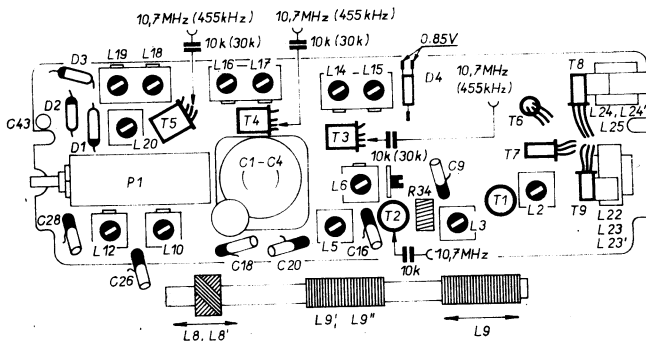 10,7MHz (455kHz) 10,7MHz (455kHz)
10k (30k) 10k (30k)
0.85V
D3 L19 L18 L16 L17 L14 L15 D4
10,7MHz
(455kHz)
T8
D2
C43
T5
T4
T3
T6
L24, L24'
L25
D1
L20
10k (30k)
T7
P1
C1-C4
L6
C9
R34
T2
T1
L2
T9
C28
L12
L10
C18
C20
L5
C16
L3
L22
L23
L23'
C26
10k
10,7MHz
L8. L8'
L9', L9"
L9